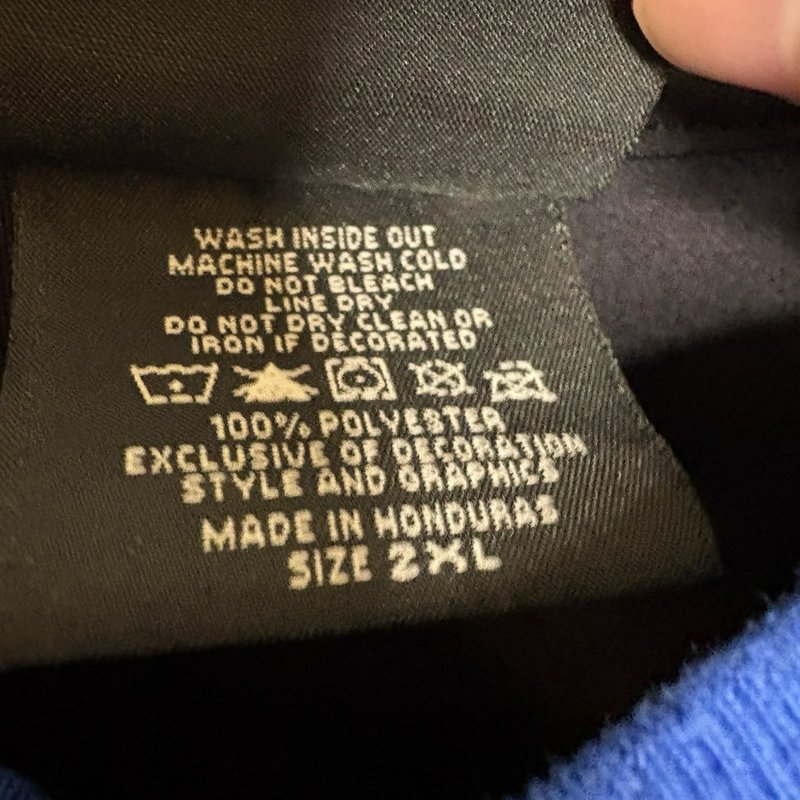 WASH INSIDE OUT
MACHINE WASH COLD
DO NOT BLEACH
LINE DRY
DO NOT DRY CLEAN OR
IRON IF DECORATED
100% POLYESTER
EXCLUSIVE OF DECORATION
STYLE AND GRAPHICS
MADE IN HONDURAS
SIZE 2XL